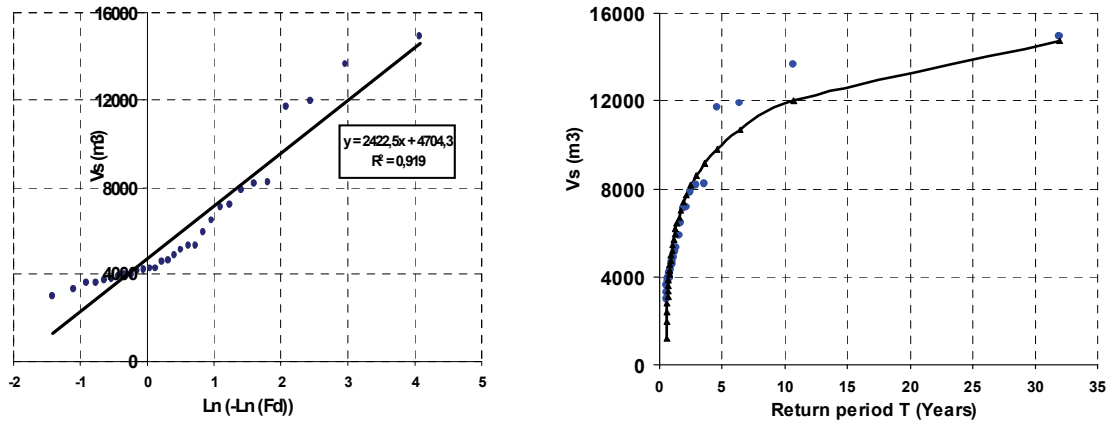 16000
12000
8000
4000
0
Vs (m3)
y = 2422,5x + 4704,3
R² = 0,919
-2 -1 0 1 2 3 4 5
Ln (-Ln (Fd))
16000
12000
8000
4000
0
Vs (m3)
0 5 10 15 20 25 30 35
Return period T (Years)